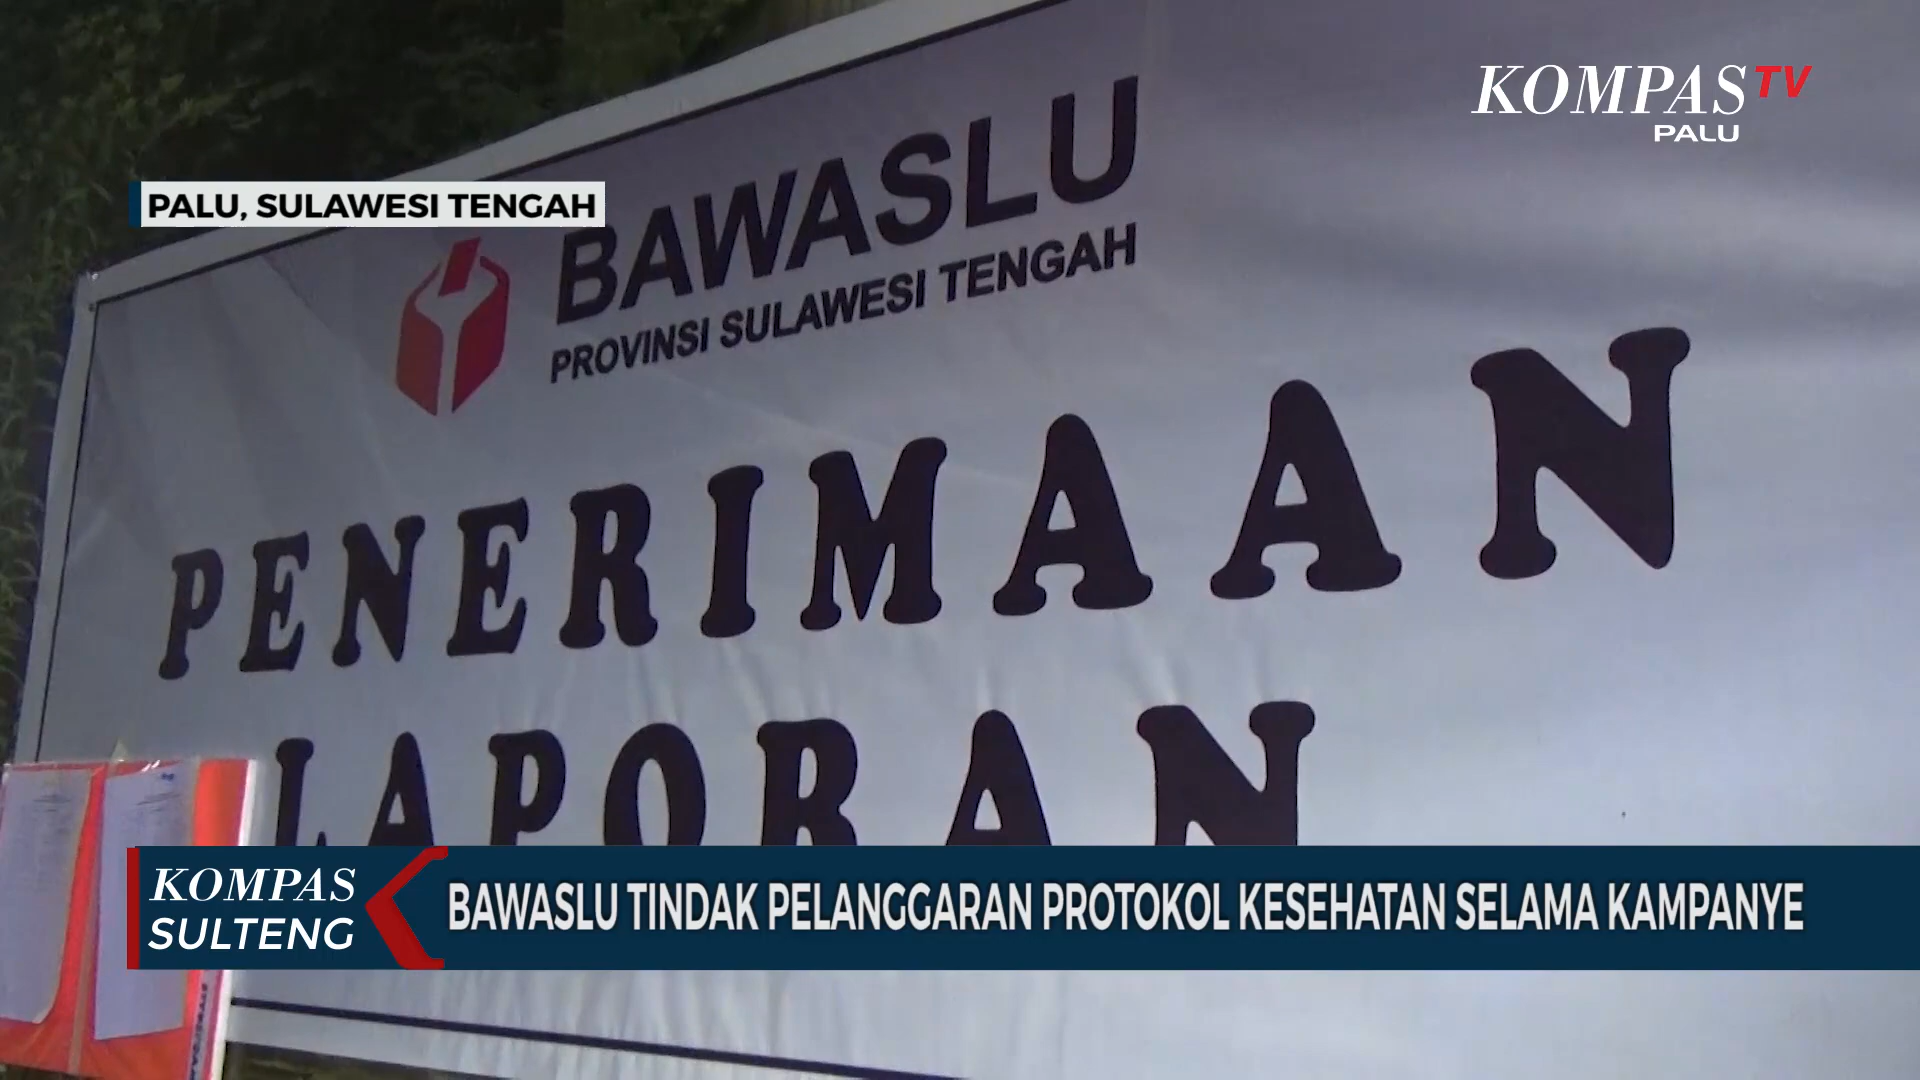 KOMPAS TV
PALU
PALU, SULAWESI TENGAH
BAWASLU
PROVINSI SULAWESI TENGAH
PENERIMAAN
LAPORAN
KOMPAS
SULTENG
BAWASLU TINDAK PELANGGARAN PROTOKOL KESEHATAN SELAMA KAMPANYE